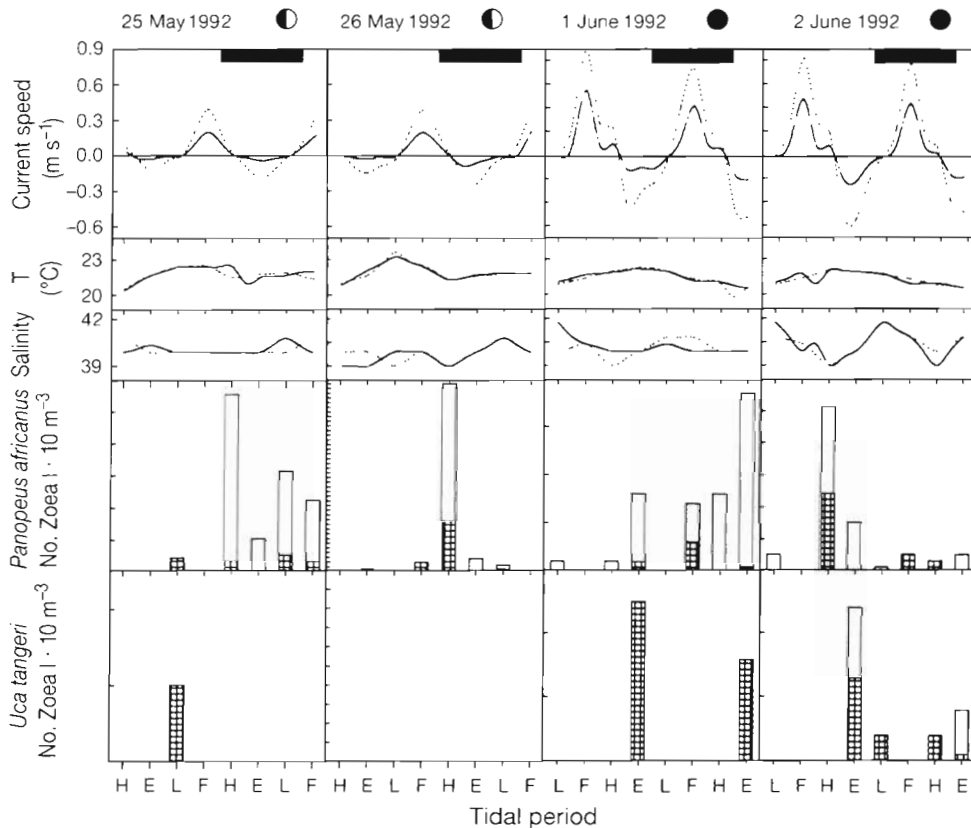 25 May 1992
26 May 1992
1 June 1992
2 June 1992
Current speed
(m s⁻¹)
0.9
0.6
0.3
0.0
−0.3
−0.6
T
(°C)
23
20
Salinity
42
39
Panopeus africanus
No. Zoea I · 10 m⁻³
Uca tangeri
No. Zoea I · 10 m⁻³
H E L F H E L F
H E L F H E L F
L F H E L F H E
L F H E L F H E
Tidal period